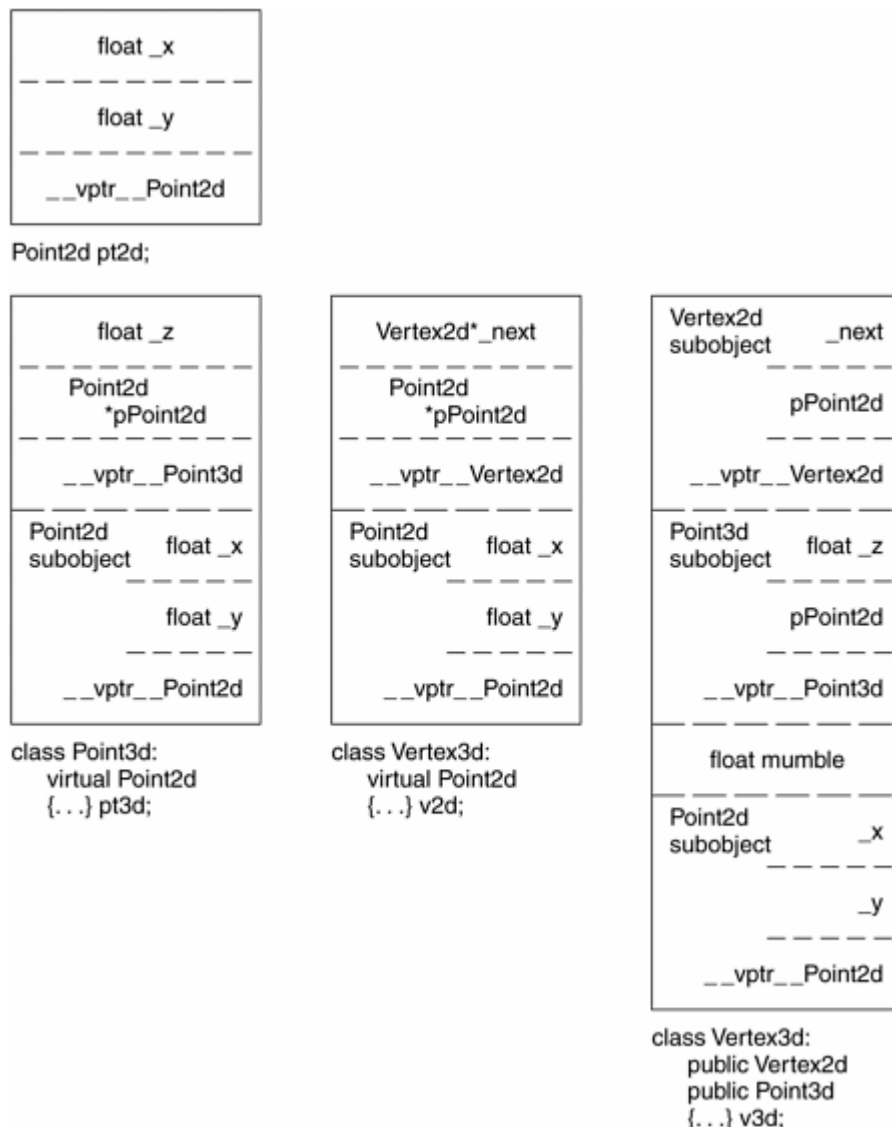 float _x
float _y
__vptr__Point2d
Point2d pt2d;
float _z
Point2d
*pPoint2d
__vptr__Point3d
Point2d
subobject float _x
float _y
__vptr__Point2d
class Point3d:
virtual Point2d
{. . .} pt3d;
Vertex2d*_next
Point2d
*pPoint2d
__vptr__Vertex2d
Point2d
subobject float _x
float _y
__vptr__Point2d
class Vertex3d:
virtual Point2d
{. . .} v2d;
Vertex2d
subobject _next
pPoint2d
__vptr__Vertex2d
Point3d
subobject float _z
pPoint2d
__vptr__Point3d
float mumble
Point2d
subobject _x
_y
__vptr__Point2d
class Vertex3d:
public Vertex2d
public Point3d
{. . .} v3d;